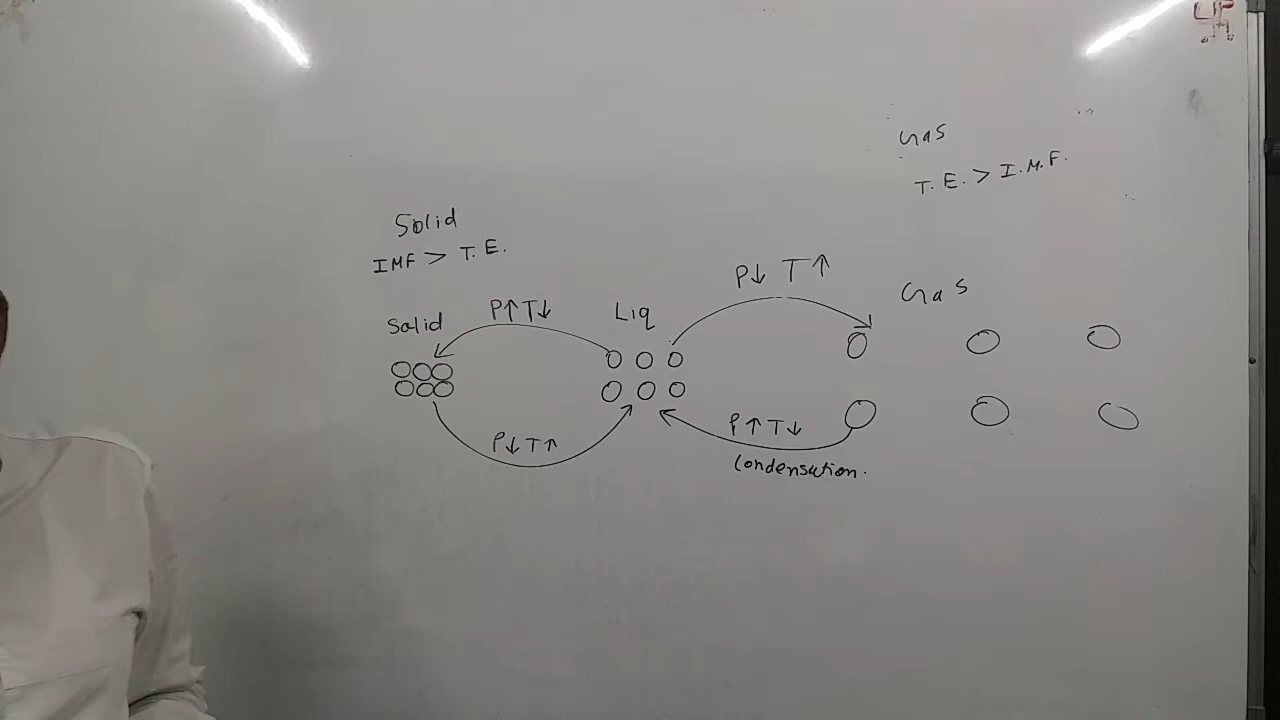 Gas
T. E. > I. M. F.
Solid
IMF > T. E.
P↓ T↑
Gas
P↑ T↓
Liq
Solid
P↑ T↓
P↓ T↑
Condensation.